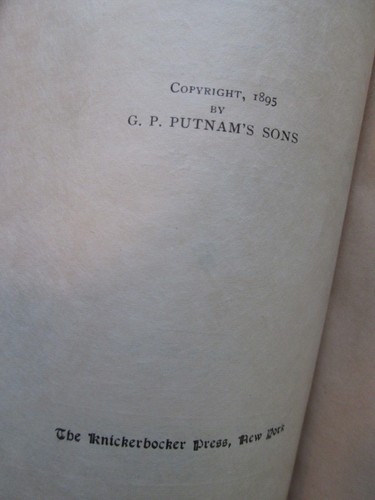 COPYRIGHT, 1895
BY
G. P. PUTNAM'S SONS
The Knickerbocker Press, New York